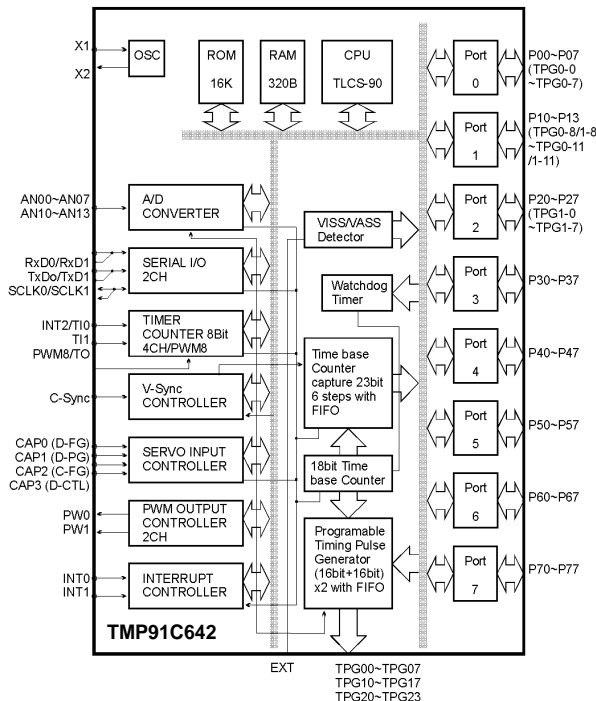 X1
X2
OSC
ROM
16K
RAM
320B
CPU
TLCS-90
Port
0
P00~P07
(TPG0-0
~TPG0-7)
Port
1
P10~P13
(TPG0-8/1-8
~TPG0-11
/1-11)
AN00~AN07
AN10~AN13
A/D
CONVERTER
VISS/VASS
Detector
Port
2
P20~P27
(TPG1-0
~TPG1-7)
RxD0/RxD1
TxDo/TxD1
SCLK0/SCLK1
SERIAL I/O
2CH
Watchdog
Timer
Port
3
P30~P37
INT2/TI0
TI1
PWM8/TO
TIMER
COUNTER 8Bit
4CH/PWM8
Time base
Counter
capture 23bit
6 steps with
FIFO
Port
4
P40~P47
C-Sync
V-Sync
CONTROLLER
CAP0 (D-FG)
CAP1 (D-PG)
CAP2 (C-FG)
CAP3 (D-CTL)
SERVO INPUT
CONTROLLER
18bit Time
base Counter
Port
5
P50~P57
PW0
PW1
PWM OUTPUT
CONTROLLER
2CH
Programable
Timing Pulse
Generator
(16bit+16bit)
x2 with FIFO
Port
6
P60~P67
INT0
INT1
INTERRUPT
CONTROLLER
Port
7
P70~P77
TMP91C642
EXT
TPG00~TPG07
TPG10~TPG17
TPG20~TPG23